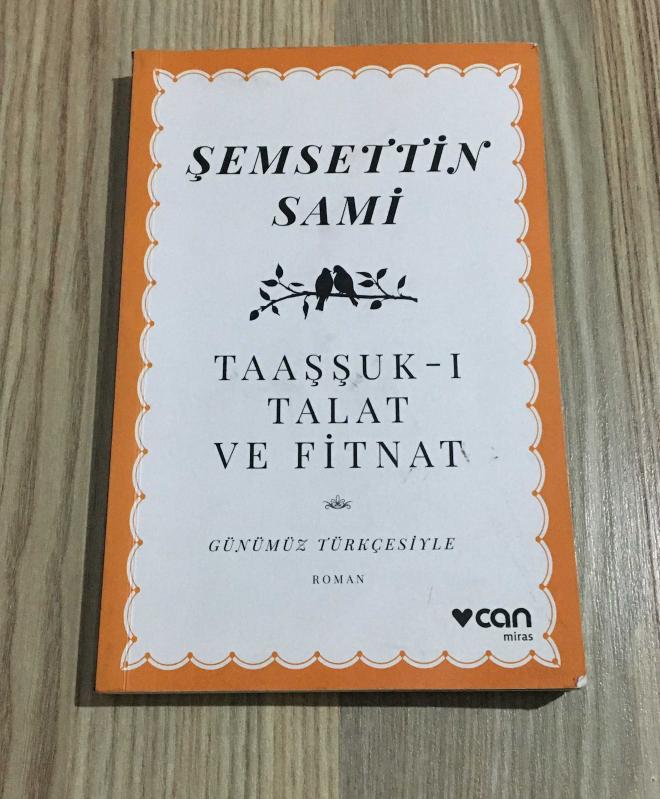 ŞEMSETTİN
SAMİ
TAAŞŞUK-I
TALAT
VE FİTNAT
GÜNÜMÜZ TÜRKÇESİYLE
ROMAN
can
miras